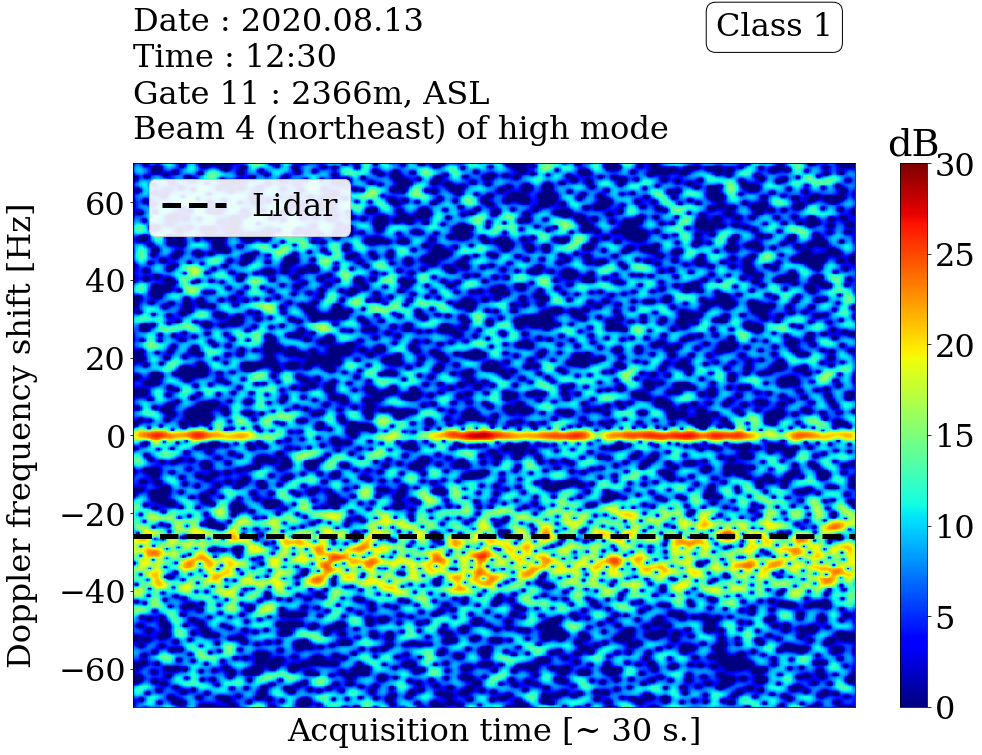 Date : 2020.08.13
Time : 12:30
Gate 11 : 2366m, ASL
Beam 4 (northeast) of high mode
Class 1
dB
Lidar
Doppler frequency shift [Hz]
60
40
20
0
−20
−40
−60
30
25
20
15
10
5
0
Acquisition time [~ 30 s.]